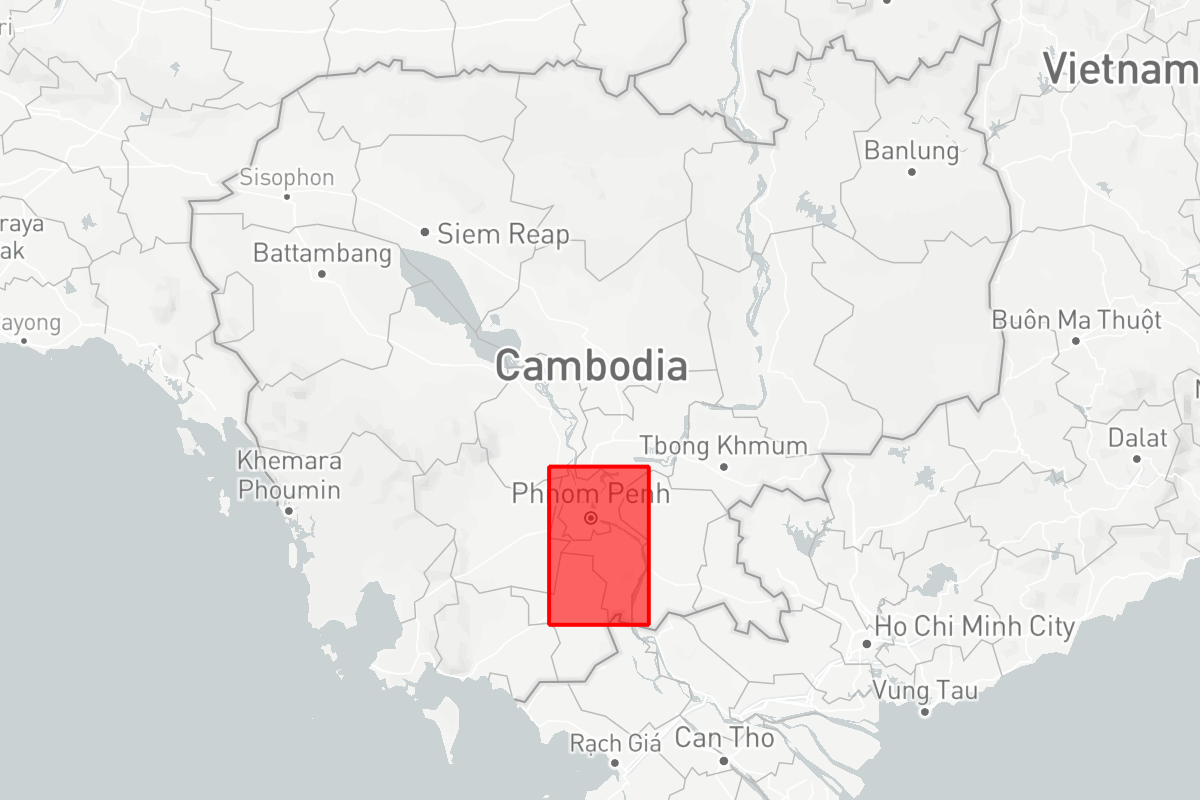 Vietnam
Banlung
Sisophon
raya
ak
Siem Reap
Battambang
ayong
Buôn Ma Thuột
Cambodia
Dalat
Tbong Khmum
Khemara
Phoumin
Phnom Penh
Ho Chi Minh City
Vung Tau
Rạch Giá
Can Tho